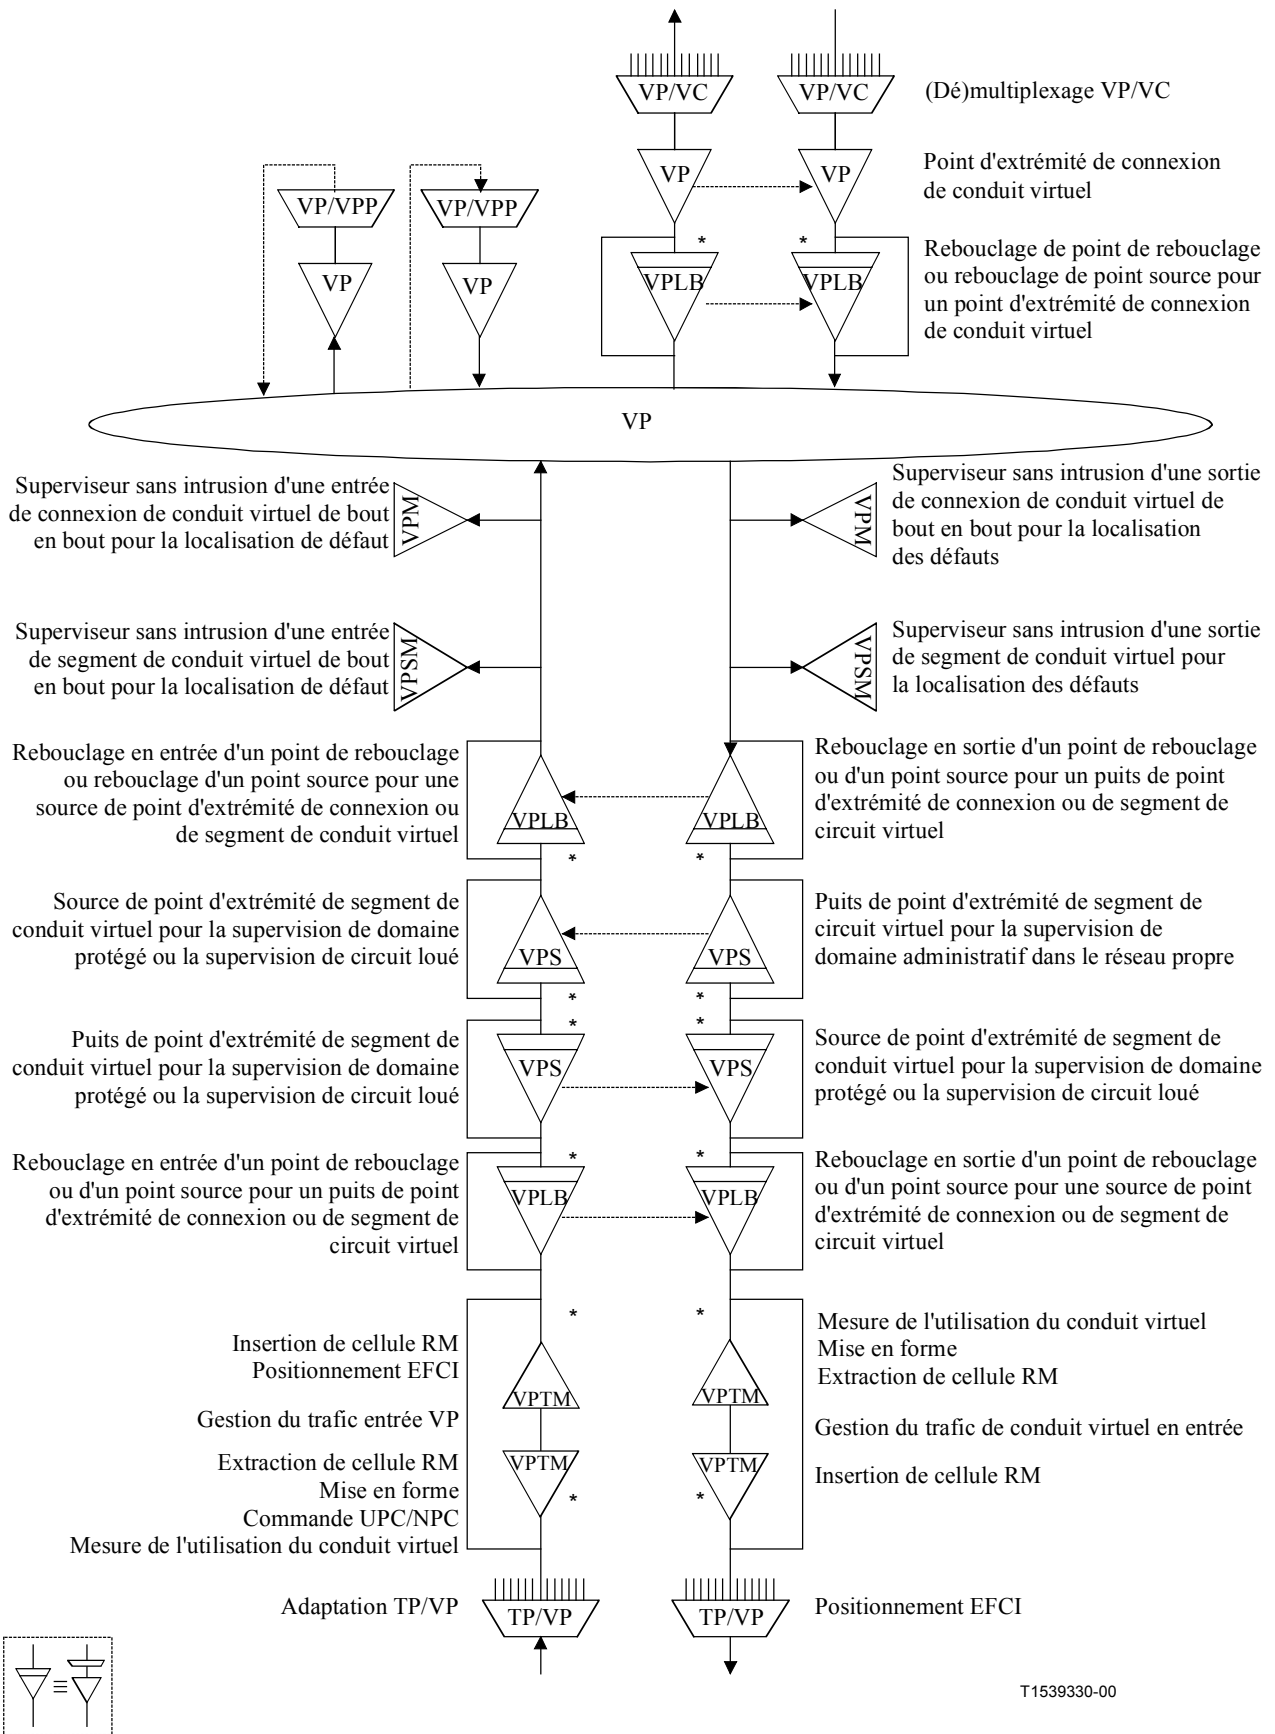 VP/VC
VP/VC
(Dé)multiplexage VP/VC
VP
VP
Point d'extrémité de connexion
de conduit virtuel
VP/VPP
VP/VPP
*
*
Rebouclage de point de rebouclage
ou rebouclage de point source pour
un point d'extrémité de connexion
de conduit virtuel
VP
VP
VPLB
VPLB
VP
Superviseur sans intrusion d'une entrée
de connexion de conduit virtuel de bout
en bout pour la localisation de défaut
VPM
VPM
Superviseur sans intrusion d'une sortie
de connexion de conduit virtuel de
bout en bout pour la localisation
des défauts
Superviseur sans intrusion d'une entrée
de segment de conduit virtuel de bout
en bout pour la localisation de défaut
VPSM
VPSM
Superviseur sans intrusion d'une sortie
de segment de conduit virtuel pour
la localisation des défauts
Rebouclage en entrée d'un point de rebouclage
ou rebouclage d'un point source pour une
source de point d'extrémité de connexion ou
de segment de conduit virtuel
VPLB
*
VPLB
*
Rebouclage en sortie d'un point de rebouclage
ou d'un point source pour un puits de point
d'extrémité de connexion ou de segment de
circuit virtuel
Source de point d'extrémité de segment de
conduit virtuel pour la supervision de domaine
protégé ou la supervision de circuit loué
VPS
*
VPS
*
Puits de point d'extrémité de segment de
circuit virtuel pour la supervision de
domaine administratif dans le réseau propre
Puits de point d'extrémité de segment de
conduit virtuel pour la supervision de domaine
protégé ou la supervision de circuit loué
*
VPS
*
VPS
Source de point d'extrémité de segment de
conduit virtuel pour la supervision de domaine
protégé ou la supervision de circuit loué
Rebouclage en entrée d'un point de rebouclage
ou d'un point source pour un puits de point
d'extrémité de connexion ou de segment de
circuit virtuel
*
VPLB
*
VPLB
Rebouclage en sortie d'un point de rebouclage
ou d'un point source pour une source de point
d'extrémité de connexion ou de segment de
circuit virtuel
*
*
Insertion de cellule RM
Positionnement EFCI
VPTM
VPTM
Mesure de l'utilisation du conduit virtuel
Mise en forme
Extraction de cellule RM
Gestion du trafic entrée VP
Gestion du trafic de conduit virtuel en entrée
Extraction de cellule RM
Mise en forme
Commande UPC/NPC
Mesure de l'utilisation du conduit virtuel
VPTM
*
VPTM
*
Insertion de cellule RM
Adaptation TP/VP
TP/VP
TP/VP
Positionnement EFCI
≡
T1539330-00